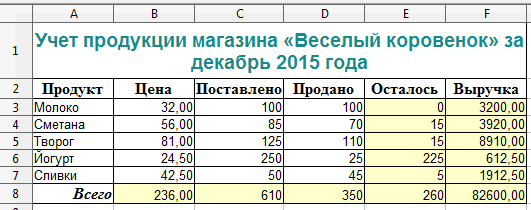 A B C D E F
1 Учет продукции магазина «Веселый коровенок» за
декабрь 2015 года
2 Продукт Цена Поставлено Продано Осталось Выручка
3 Молоко 32,00 100 100 0 3200,00
4 Сметана 56,00 85 70 15 3920,00
5 Творог 81,00 125 110 15 8910,00
6 Йогурт 24,50 250 25 225 612,50
7 Сливки 42,50 50 45 5 1912,50
8 Всего 236,00 610 350 260 82600,00